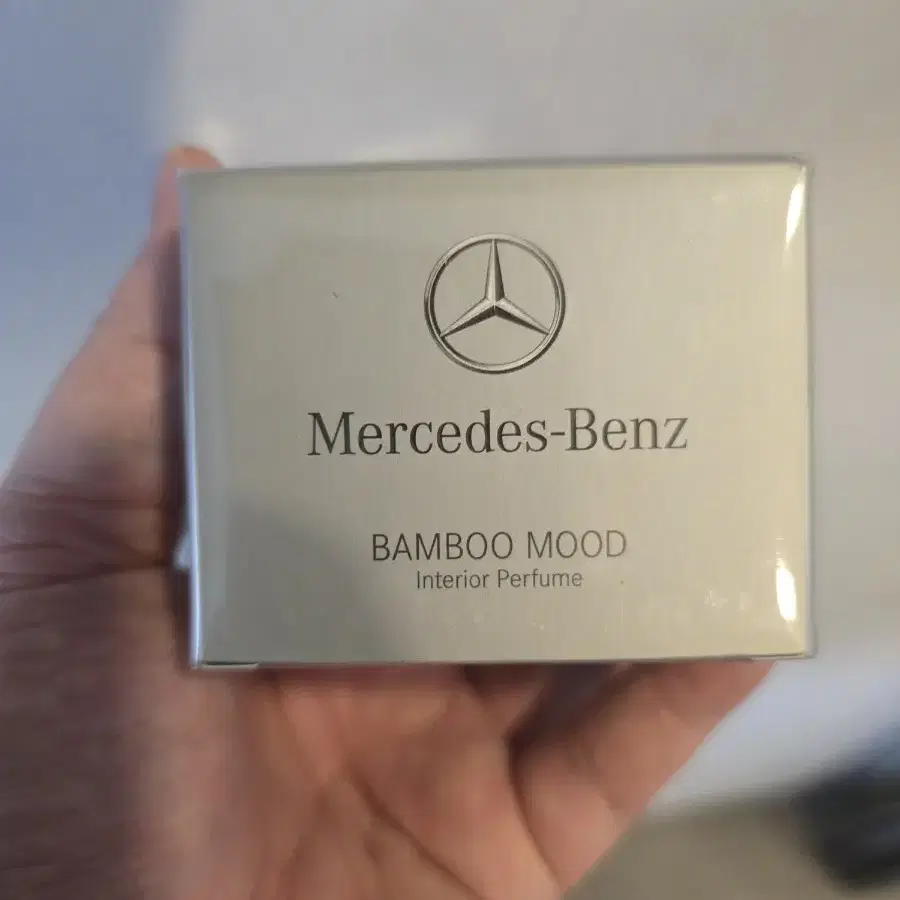 Mercedes-Benz
BAMBOO MOOD
Interior Perfume